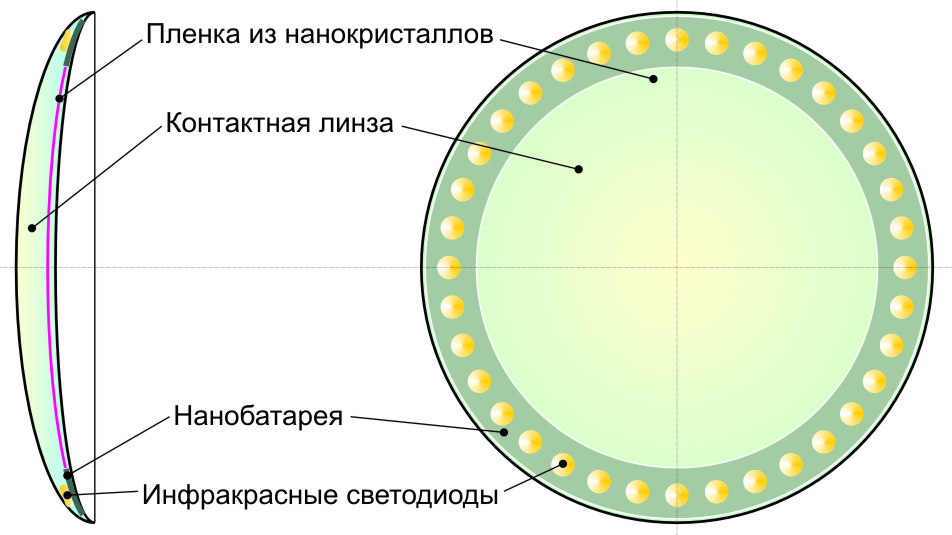 Пленка из нанокристаллов
Контактная линза
Нанобатарея
Инфракрасные светодиоды